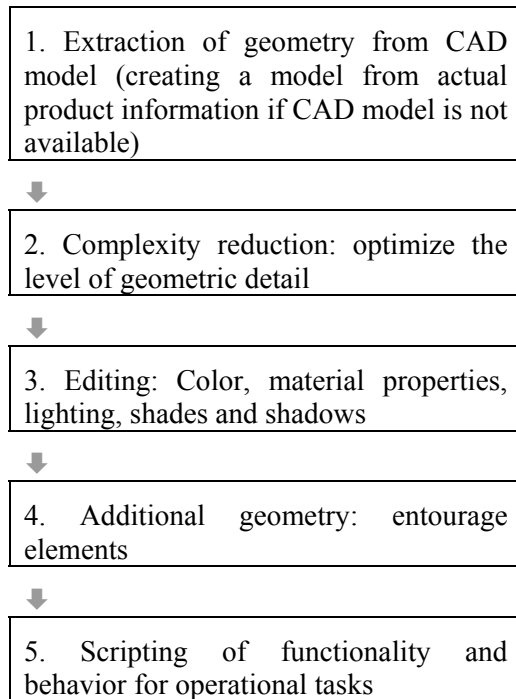 1. Extraction of geometry from CAD
model (creating a model from actual
product information if CAD model is not
available)
2. Complexity reduction: optimize the
level of geometric detail
3. Editing: Color, material properties,
lighting, shades and shadows
4. Additional geometry: entourage
elements
5. Scripting of functionality and
behavior for operational tasks